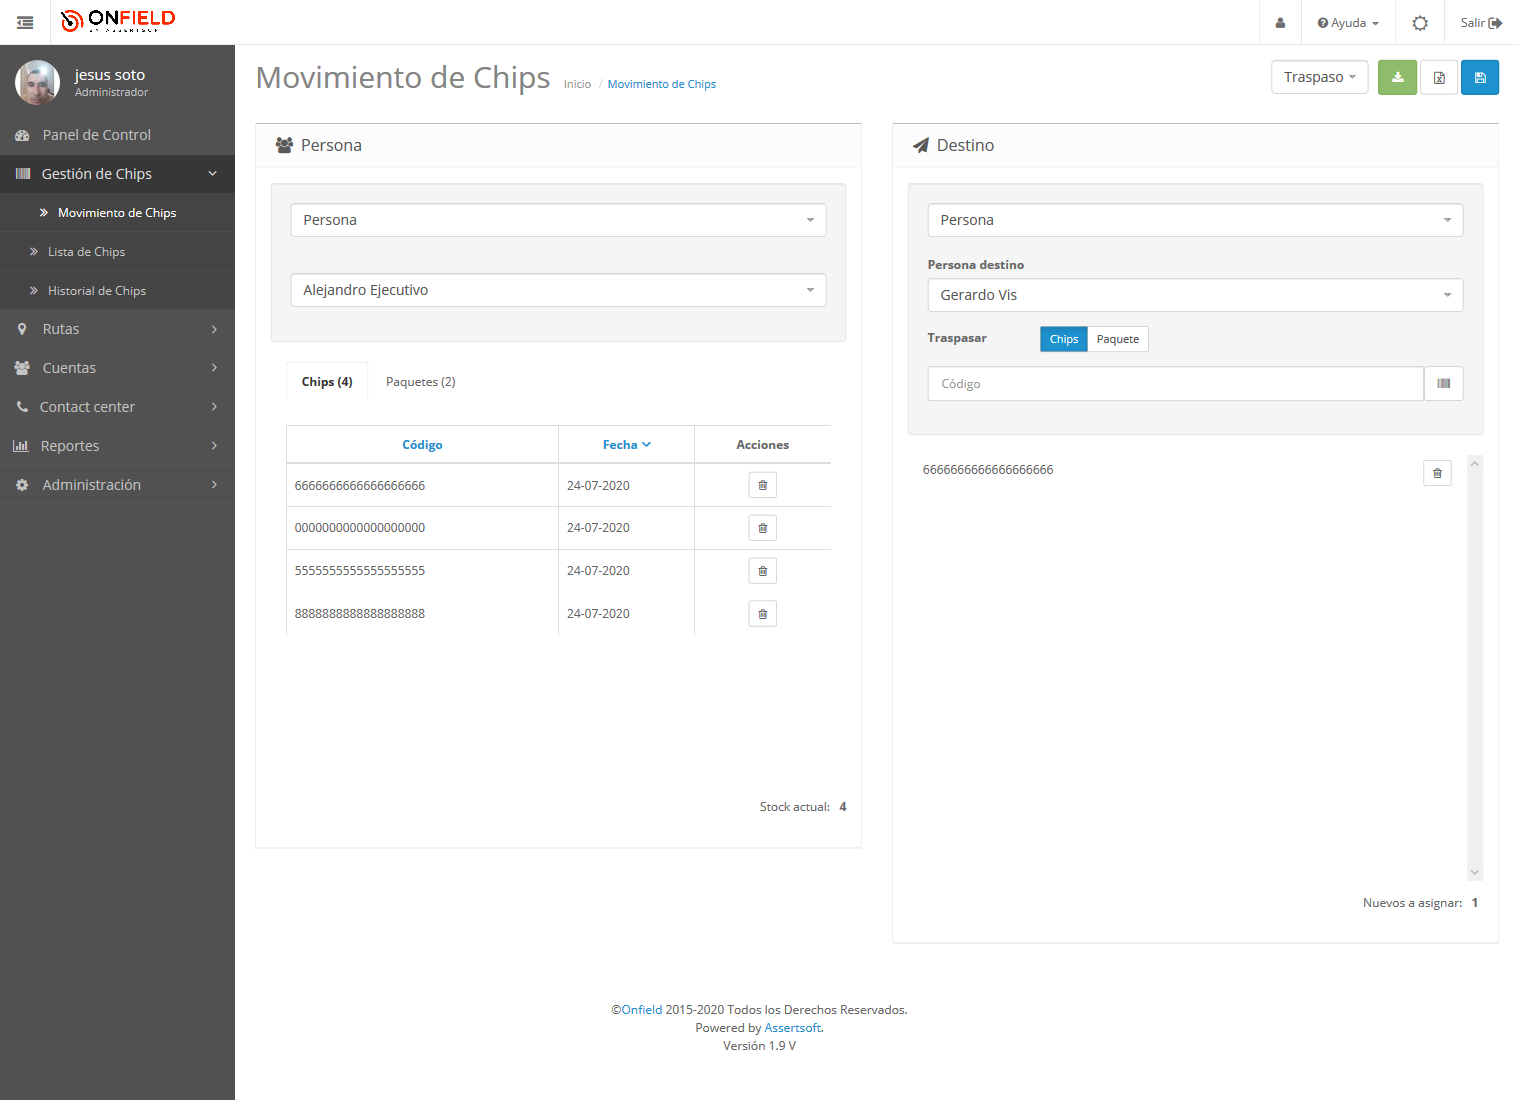 ONFIELD
Ayuda
Salir
jesus soto
Administrador
Panel de Control
Gestión de Chips
Movimiento de Chips
Lista de Chips
Historial de Chips
Rutas
Cuentas
Contact center
Reportes
Administración
Movimiento de Chips
Inicio / Movimiento de Chips
Traspaso
Persona
Persona
Alejandro Ejecutivo
Chips (4) Paquetes (2)
Código Fecha Acciones
6666666666666666666 24-07-2020
0000000000000000000 24-07-2020
5555555555555555555 24-07-2020
8888888888888888888 24-07-2020
Stock actual: 4
Destino
Persona
Persona destino
Gerardo Vis
Traspasar Chips Paquete
Código
6666666666666666666
Nuevos a asignar: 1
©Onfield 2015-2020 Todos los Derechos Reservados.
Powered by Assertsoft.
Versión 1.9 V